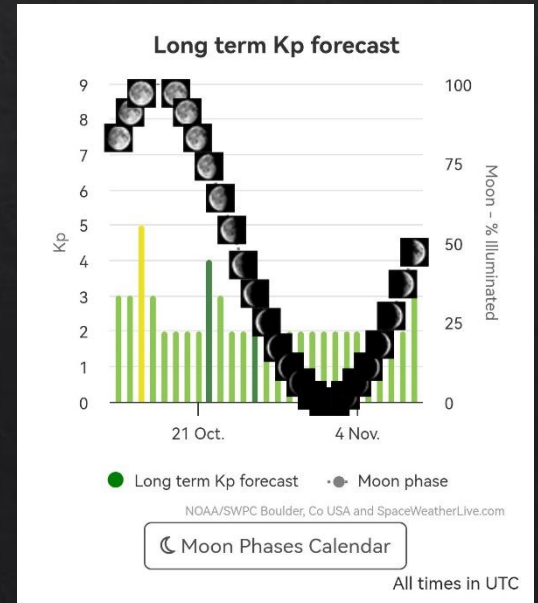 Long term Kp forecast
9
8
7
6
5
4
3
2
1
0
Kp
100
75
50
25
0
Moon - % Illuminated
21 Oct.
4 Nov.
Long term Kp forecast
Moon phase
NOAA/SWPC Boulder, Co USA and SpaceWeatherLive.com
Moon Phases Calendar
All times in UTC